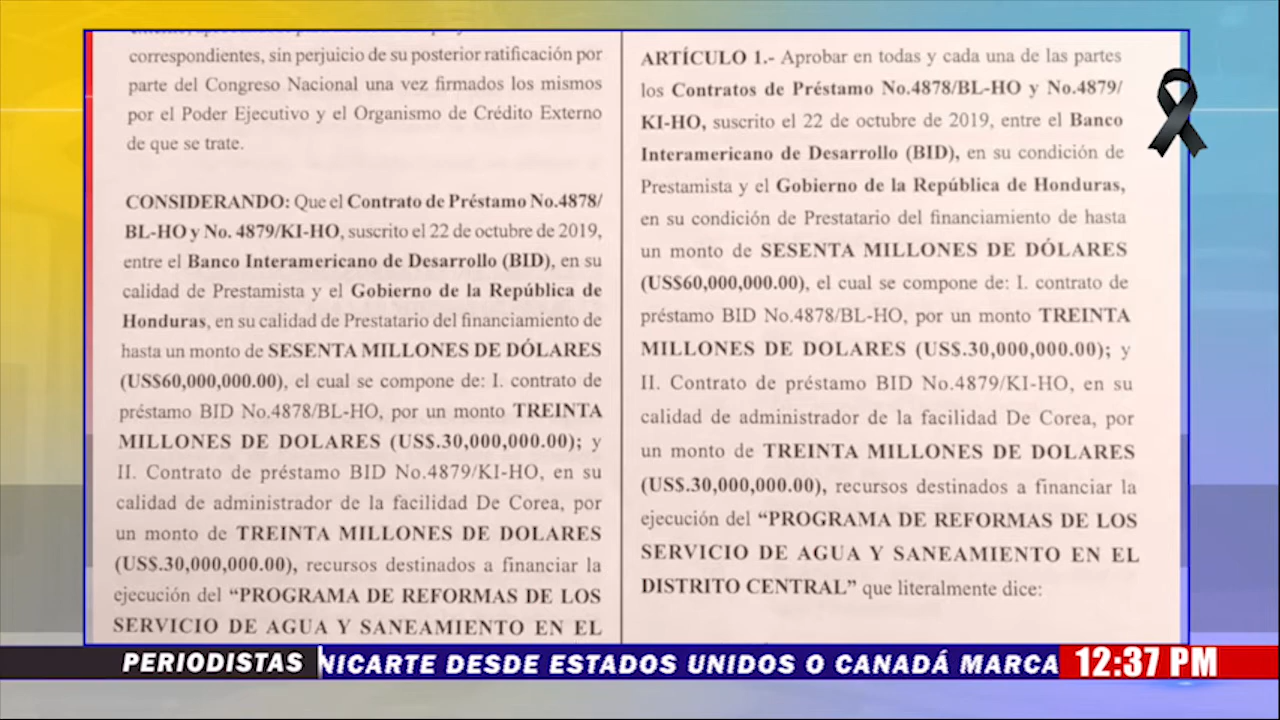 correspondientes, sin perjuicio de su posterior ratificación por
parte del Congreso Nacional una vez firmados los mismos
por el Poder Ejecutivo y el Organismo de Crédito Externo
de que se trate.
CONSIDERANDO: Que el Contrato de Préstamo No.4878/
BL-HO y No. 4879/KI-HO, suscrito el 22 de octubre de 2019,
entre el Banco Interamericano de Desarrollo (BID), en su
calidad de Prestamista y el Gobierno de la República de
Honduras, en su calidad de Prestatario del financiamiento de
hasta un monto de SESENTA MILLONES DE DÓLARES
(US$60,000,000.00), el cual se compone de: I. contrato de
préstamo BID No.4878/BL-HO, por un monto TREINTA
MILLONES DE DOLARES (US$.30,000,000.00); y
II. Contrato de préstamo BID No.4879/KI-HO, en su
calidad de administrador de la facilidad De Corea, por
un monto de TREINTA MILLONES DE DOLARES
(US$.30,000,000.00), recursos destinados a financiar la
ejecución del “PROGRAMA DE REFORMAS DE LOS
SERVICIO DE AGUA Y SANEAMIENTO EN EL
ARTÍCULO 1.- Aprobar en todas y cada una de las partes
los Contratos de Préstamo No.4878/BL-HO y No.4879/
KI-HO, suscrito el 22 de octubre de 2019, entre el Banco
Interamericano de Desarrollo (BID), en su condición de
Prestamista y el Gobierno de la República de Honduras,
en su condición de Prestatario del financiamiento de hasta
un monto de SESENTA MILLONES DE DÓLARES
(US$60,000,000.00), el cual se compone de: I. contrato de
préstamo BID No.4878/BL-HO, por un monto TREINTA
MILLONES DE DOLARES (US$.30,000,000.00); y
II. Contrato de préstamo BID No.4879/KI-HO, en su
calidad de administrador de la facilidad De Corea, por
un monto de TREINTA MILLONES DE DOLARES
(US$.30,000,000.00), recursos destinados a financiar la
ejecución del “PROGRAMA DE REFORMAS DE LOS
SERVICIO DE AGUA Y SANEAMIENTO EN EL
DISTRITO CENTRAL” que literalmente dice:
PERIODISTAS NICARTE DESDE ESTADOS UNIDOS O CANADÁ MARCA 12:37 PM